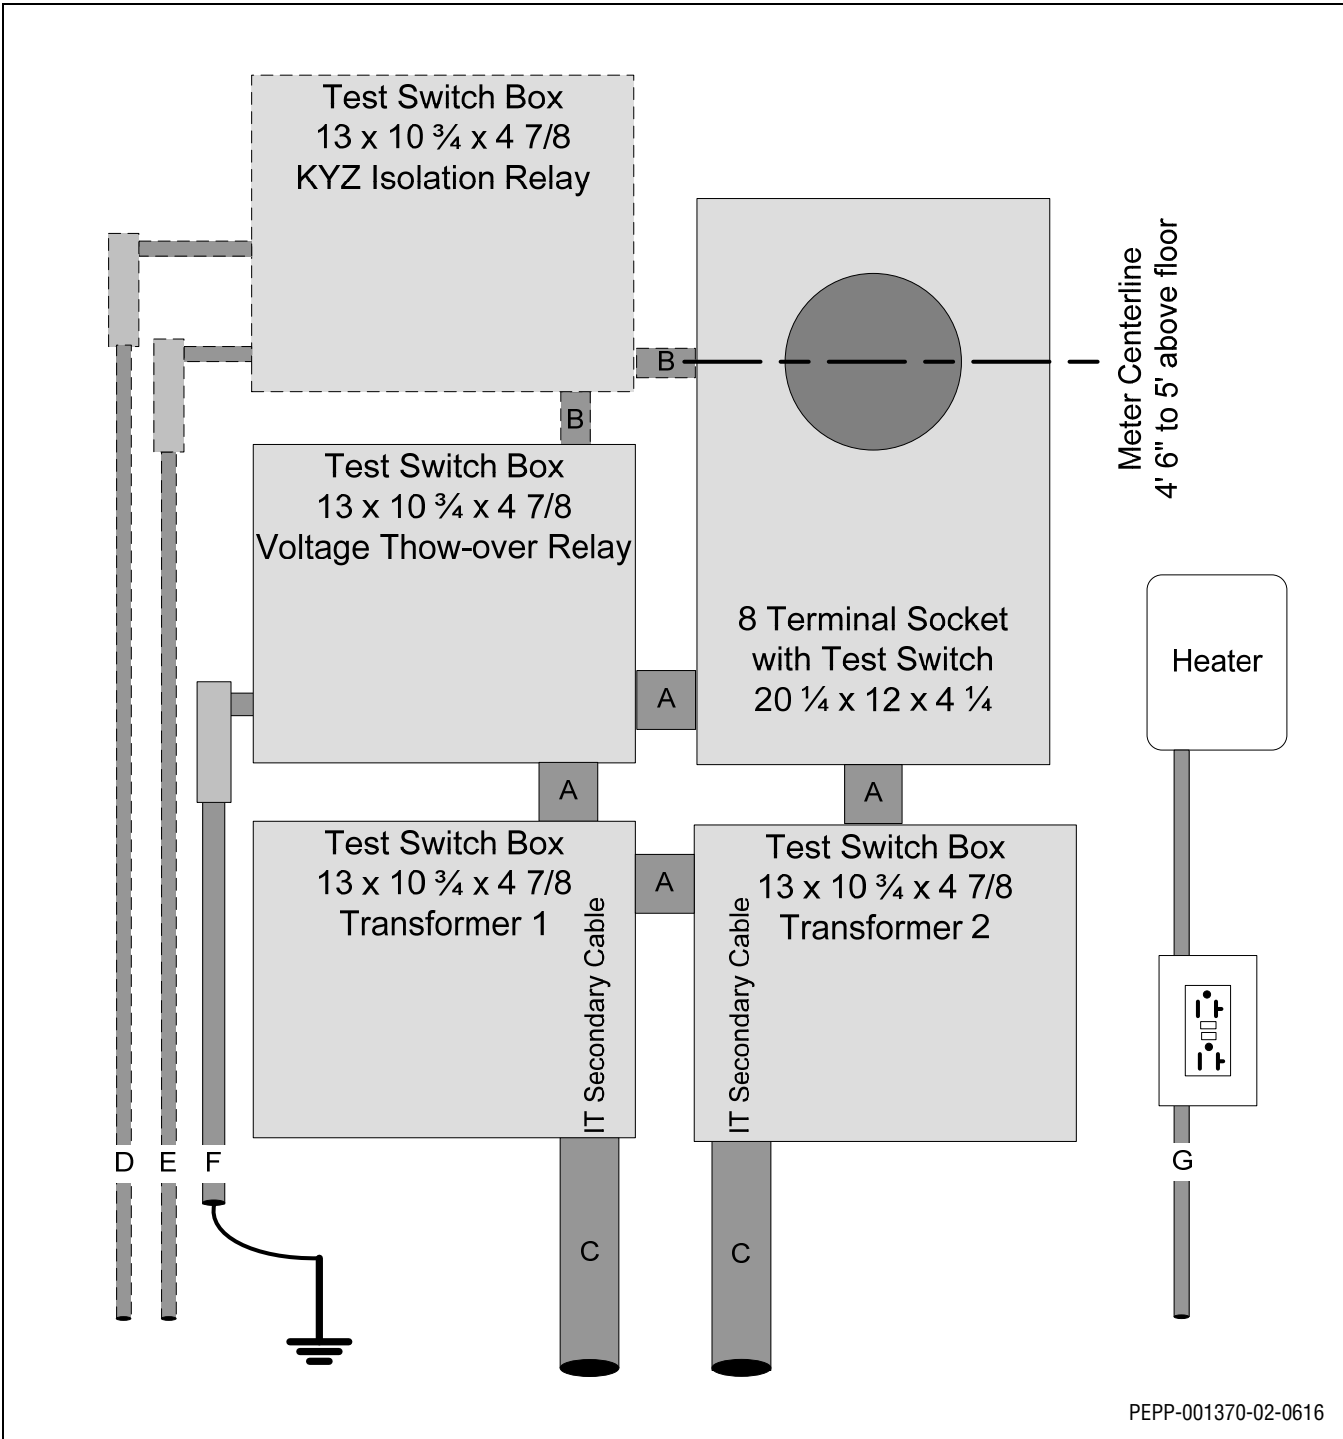 Test Switch Box
13 x 10 ¾ x 4 7/8
KYZ Isolation Relay
B
B
Meter Centerline
4' 6" to 5' above floor
Test Switch Box
13 x 10 ¾ x 4 7/8
Voltage Thow-over Relay
8 Terminal Socket
with Test Switch
20 ¼ x 12 x 4 ¼
Heater
A
A
A
Test Switch Box
13 x 10 ¾ x 4 7/8
Transformer 1
IT Secondary Cable
A
Test Switch Box
13 x 10 ¾ x 4 7/8
Transformer 2
IT Secondary Cable
D
E
F
G
C
C
PEPP-001370-02-0616